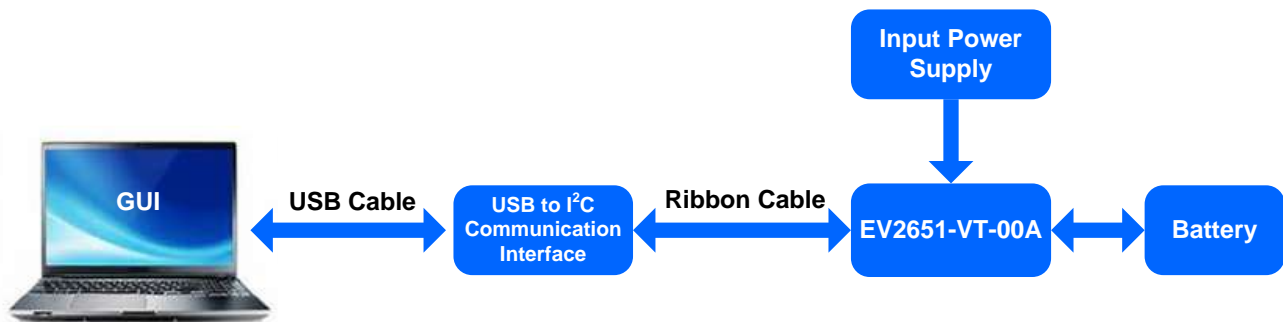 Input Power
Supply
GUI
USB Cable
USB to I²C
Communication
Interface
Ribbon Cable
EV2651-VT-00A
Battery